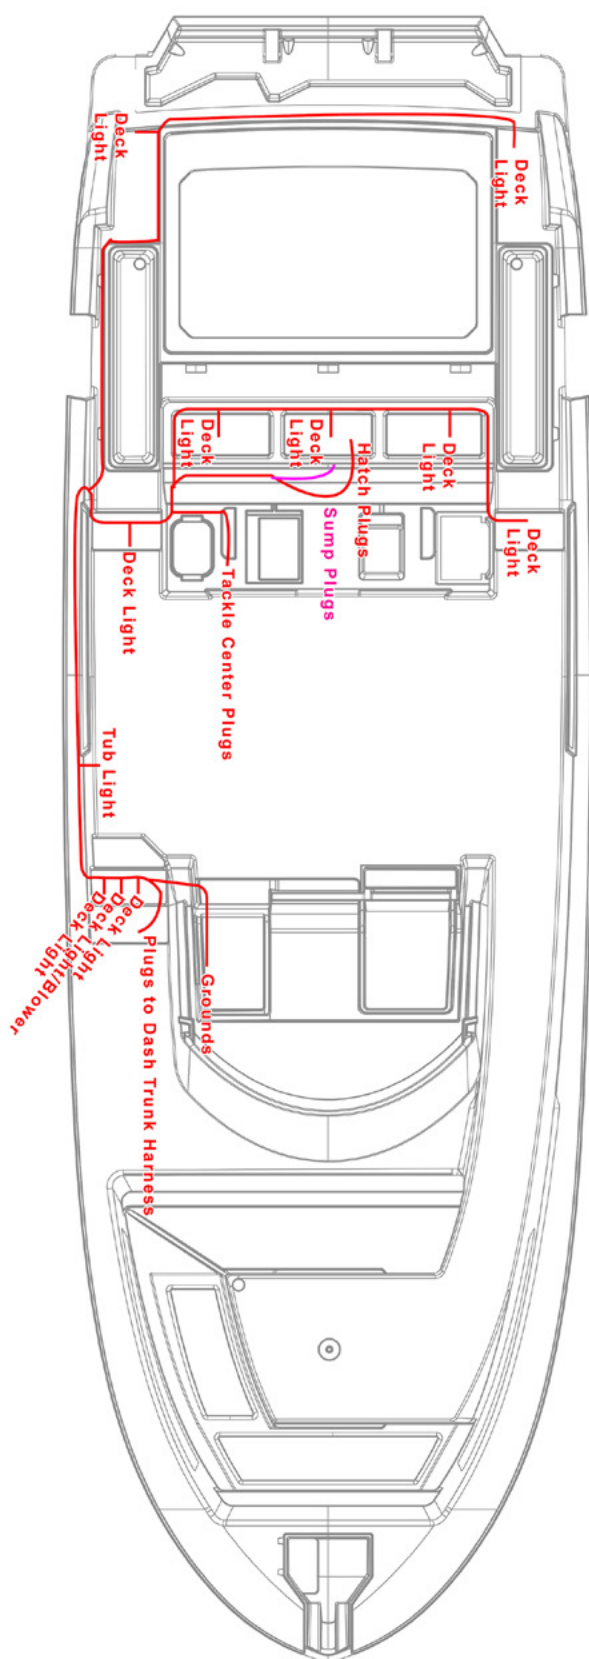 Deck
Light
Deck
Light
Deck
Light
Deck
Light
Hatch Plugs
Deck
Light
Deck
Light
Sump Plugs
Deck Light
Tackle Center Plugs
Tub Light
Deck Light
Deck Light
Deck Light/Blower
Plugs to Dash Trunk Harness
Grounds